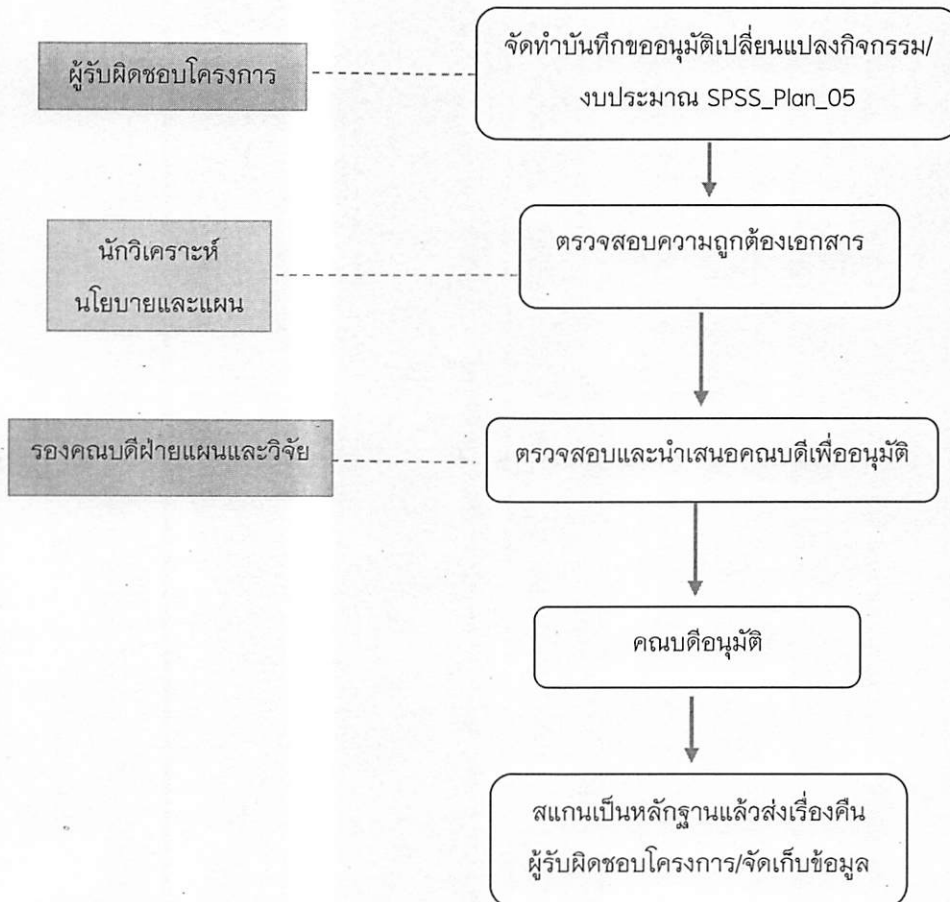 ผู้รับผิดชอบโครงการ
จัดทำบันทึกขออนุมัติเปลี่ยนแปลงกิจกรรม/
งบประมาณ SPSS_Plan_05
นักวิเคราะห์
นโยบายและแผน
ตรวจสอบความถูกต้องเอกสาร
รองคณบดีฝ่ายแผนและวิจัย
ตรวจสอบและนำเสนอคณบดีเพื่ออนุมัติ
คณบดีอนุมัติ
สแกนเป็นหลักฐานแล้วส่งเรื่องคืน
ผู้รับผิดชอบโครงการ/จัดเก็บข้อมูล